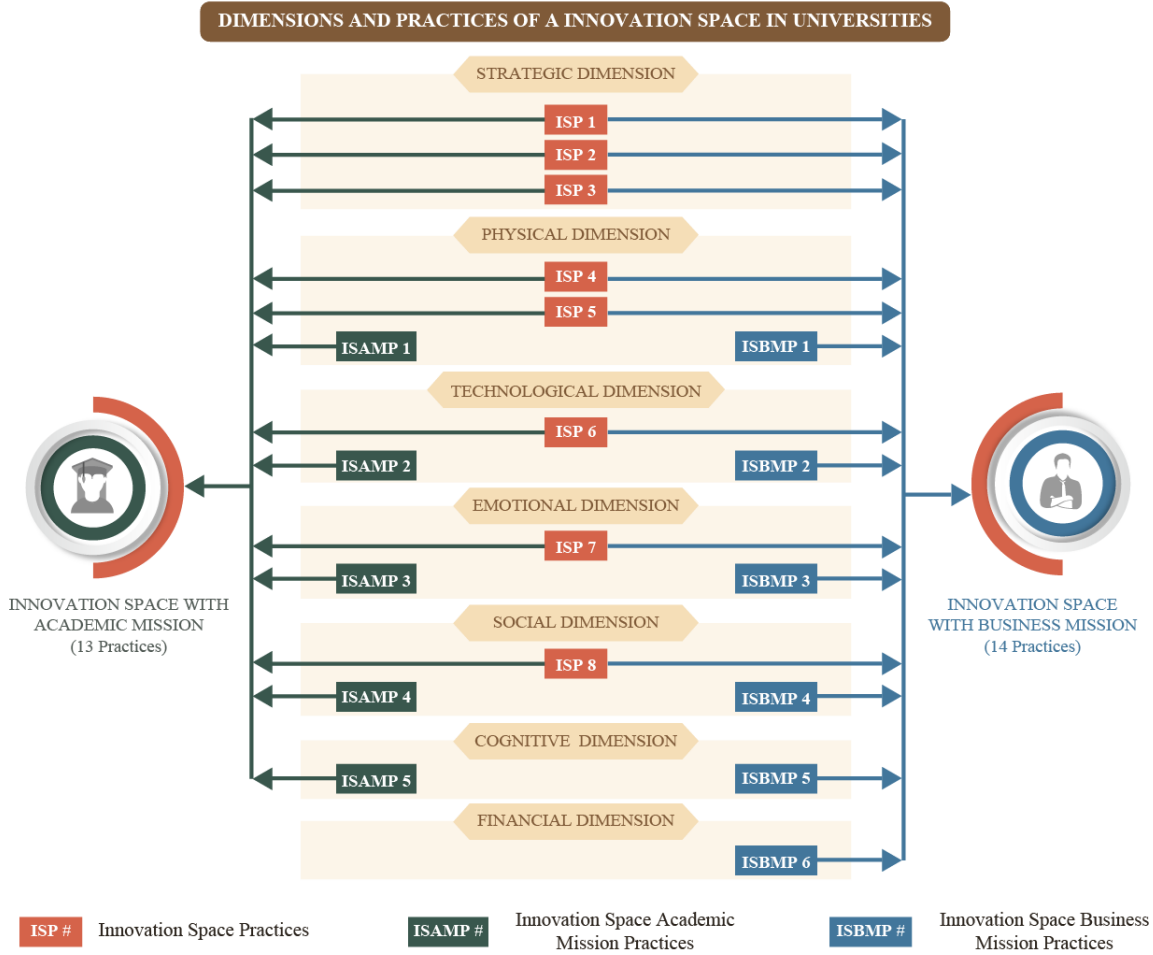 DIMENSIONS AND PRACTICES OF A INNOVATION SPACE IN UNIVERSITIES
STRATEGIC DIMENSION
ISP 1
ISP 2
ISP 3
PHYSICAL DIMENSION
ISP 4
ISP 5
ISAMP 1
ISBMP 1
TECHNOLOGICAL DIMENSION
ISP 6
ISAMP 2
ISBMP 2
EMOTIONAL DIMENSION
ISP 7
ISAMP 3
ISBMP 3
INNOVATION SPACE WITH
ACADEMIC MISSION
(13 Practices)
INNOVATION SPACE
WITH BUSINESS MISSION
(14 Practices)
SOCIAL DIMENSION
ISP 8
ISAMP 4
ISBMP 4
COGNITIVE DIMENSION
ISAMP 5
ISBMP 5
FINANCIAL DIMENSION
ISBMP 6
ISP #
Innovation Space Practices
ISAMP #
Innovation Space Academic
Mission Practices
ISBMP #
Innovation Space Business
Mission Practices